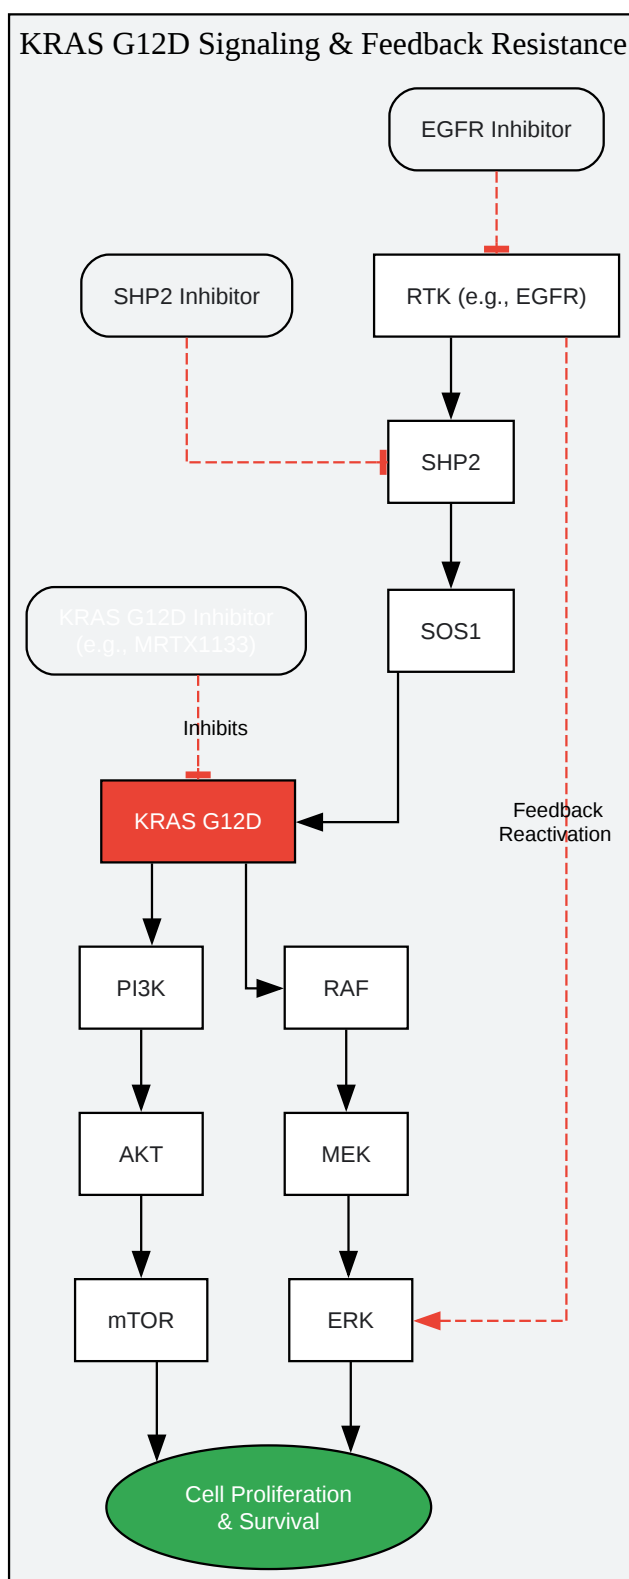 KRAS G12D Signaling & Feedback Resistance
EGFR Inhibitor
SHP2 Inhibitor
RTK (e.g., EGFR)
SHP2
KRAS G12D Inhibitor
(e.g., MRTX1133)
SOS1
Inhibits
KRAS G12D
Feedback
Reactivation
PI3K
RAF
AKT
MEK
mTOR
ERK
Cell Proliferation
& Survival